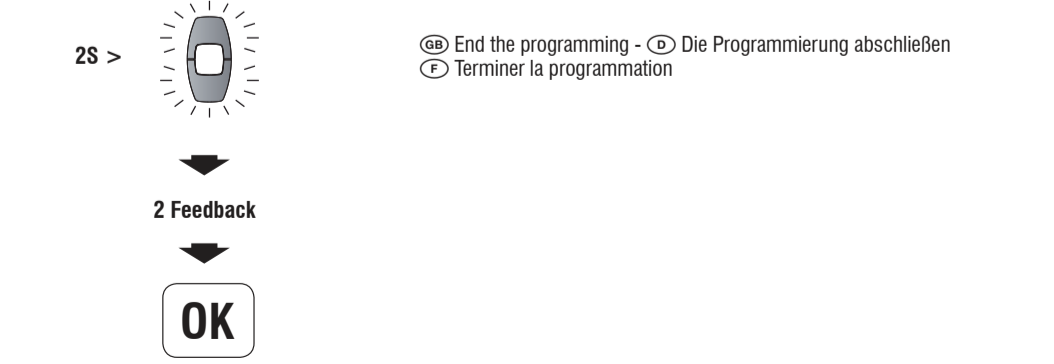 2S >
GB End the programming - D Die Programmierung abschließen
F Terminer la programmation
2 Feedback
OK